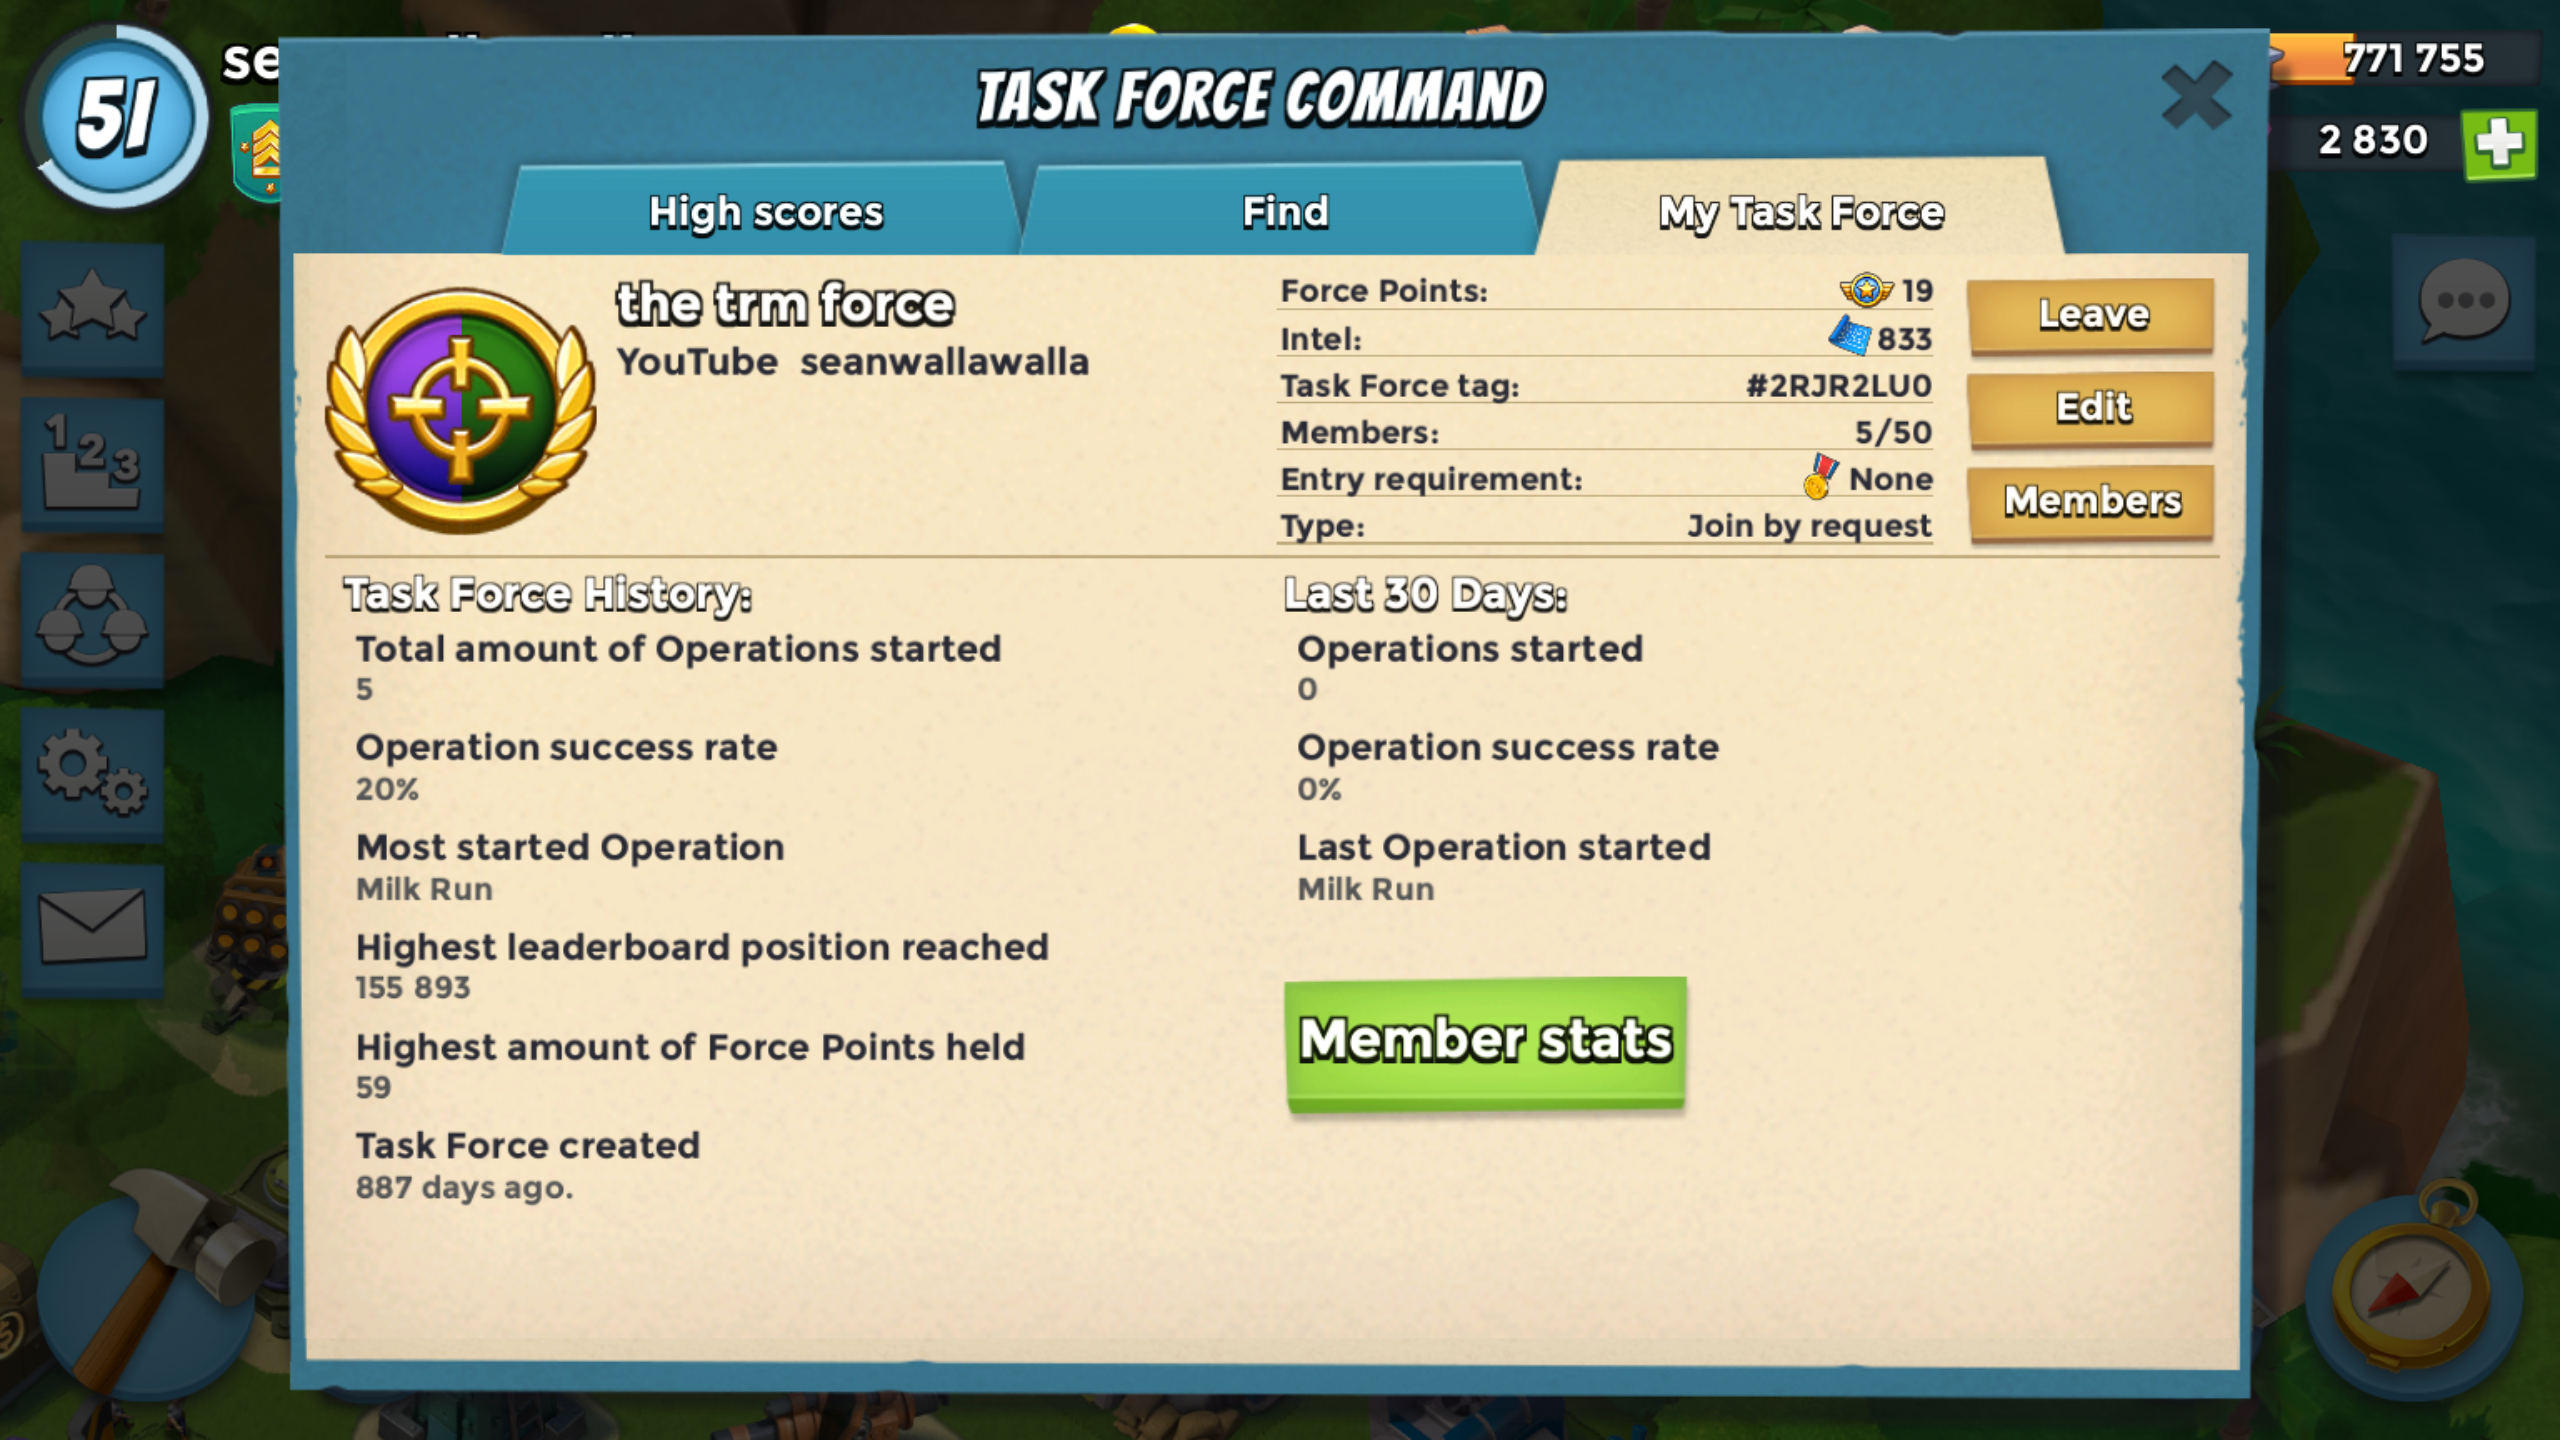 51
se
771 755
2 830
TASK FORCE COMMAND
High scores
Find
My Task Force
the trm force
YouTube  seanwallawalla
Force Points: 19
Intel: 833
Task Force tag: #2RJR2LU0
Members: 5/50
Entry requirement: None
Type: Join by request
Leave
Edit
Members
1 2 3
Task Force History:
Total amount of Operations started
5
Operation success rate
20%
Most started Operation
Milk Run
Highest leaderboard position reached
155 893
Highest amount of Force Points held
59
Task Force created
887 days ago.
Last 30 Days:
Operations started
0
Operation success rate
0%
Last Operation started
Milk Run
Member stats